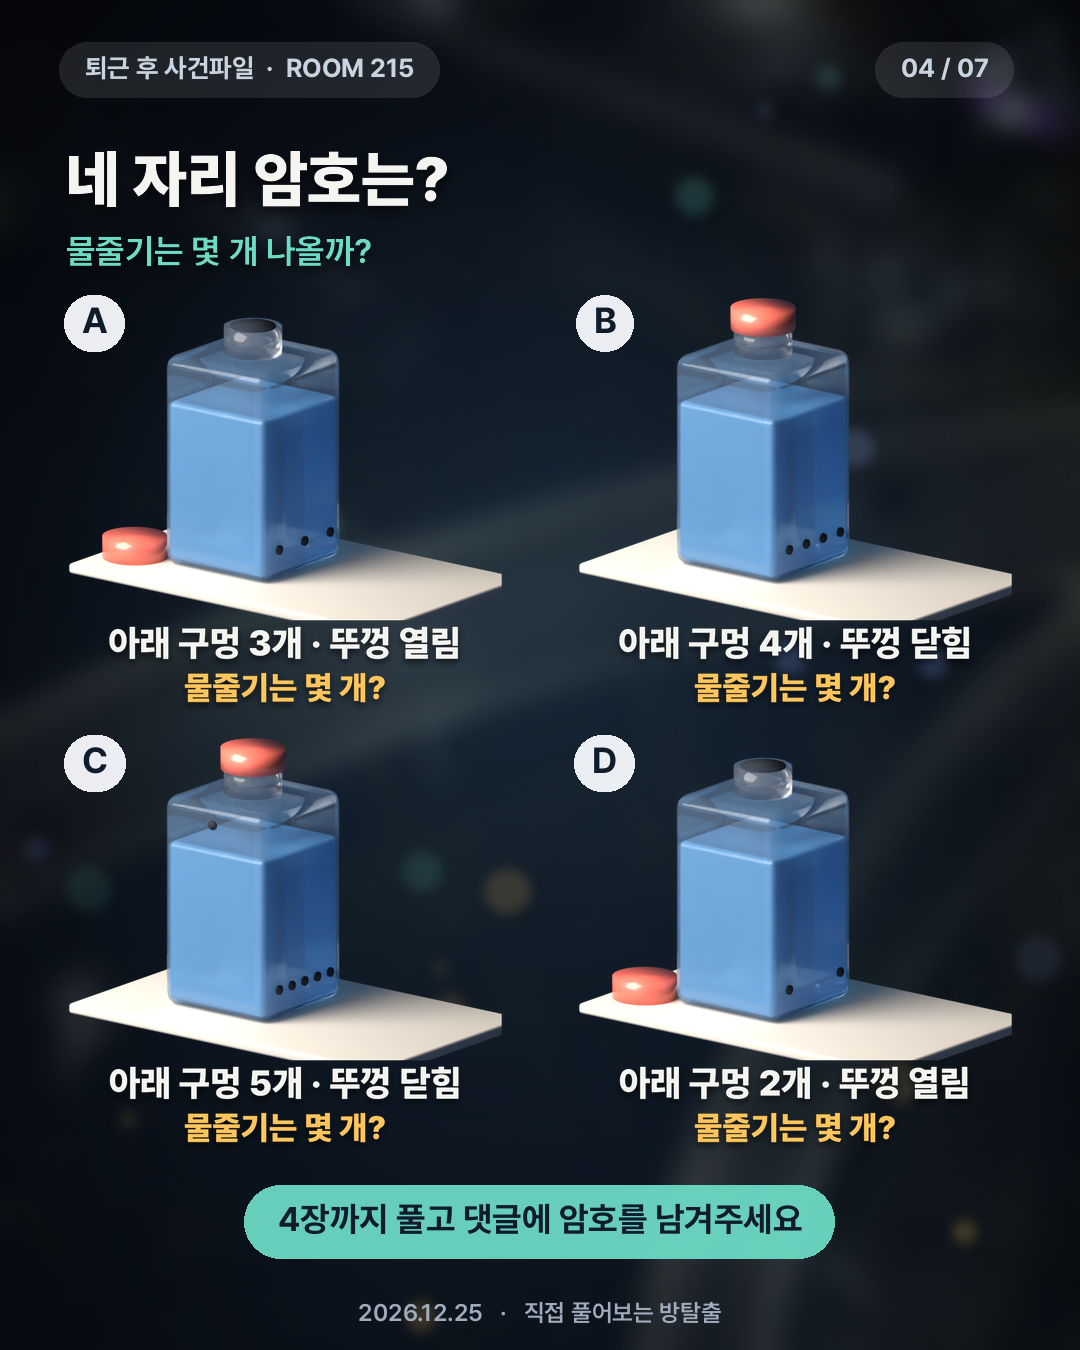 퇴근 후 사건파일 · ROOM 215
04 / 07
네 자리 암호는?
물줄기는 몇 개 나올까?
A
B
아래 구멍 3개 · 뚜껑 열림
물줄기는 몇 개?
아래 구멍 4개 · 뚜껑 닫힘
물줄기는 몇 개?
C
D
아래 구멍 5개 · 뚜껑 닫힘
물줄기는 몇 개?
아래 구멍 2개 · 뚜껑 열림
물줄기는 몇 개?
4장까지 풀고 댓글에 암호를 남겨주세요
2026.12.25 · 직접 풀어보는 방탈출